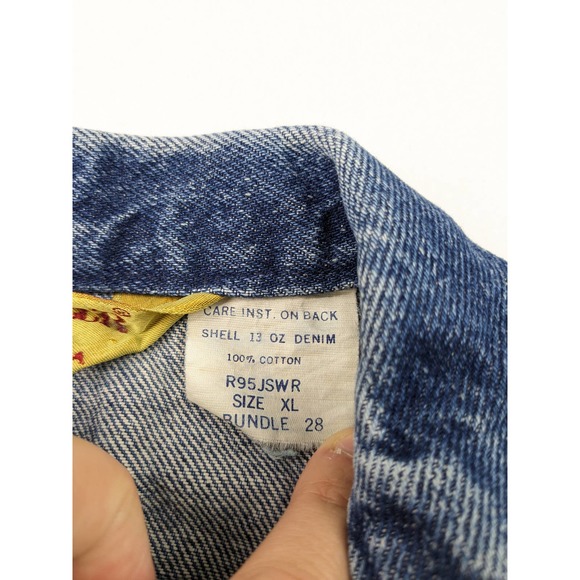 CARE INST. ON BACK
SHELL 13 OZ DENIM
100% COTTON
R95JSWR
SIZE XL
BUNDLE 28